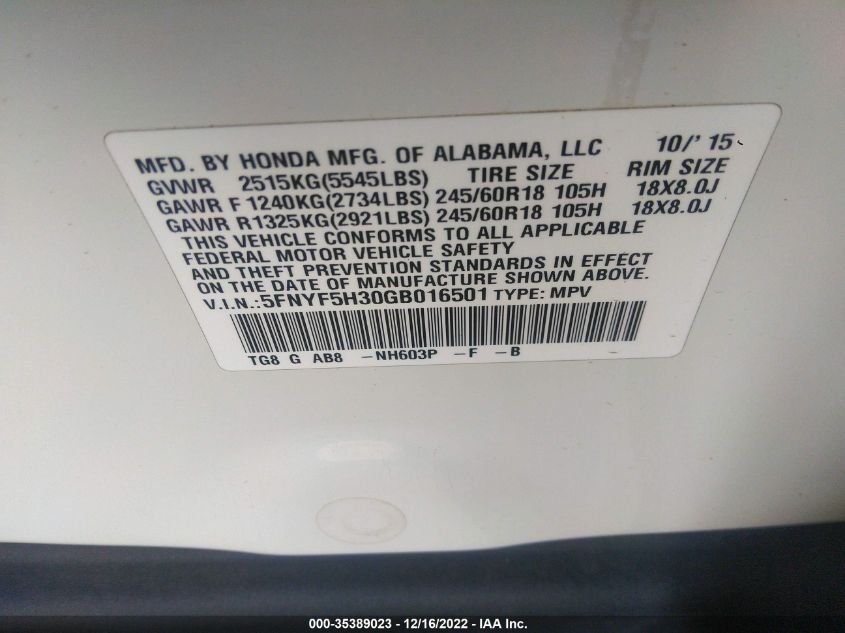 MFD. BY HONDA MFG. OF ALABAMA, LLC 10/'15
GVWR 2515KG(5545LBS) TIRE SIZE RIM SIZE
GAWR F 1240KG(2734LBS) 245/60R18 105H 18X8.0J
GAWR R1325KG(2921LBS) 245/60R18 105H 18X8.0J
THIS VEHICLE CONFORMS TO ALL APPLICABLE
FEDERAL MOTOR VEHICLE SAFETY
AND THEFT PREVENTION STANDARDS IN EFFECT
ON THE DATE OF MANUFACTURE SHOWN ABOVE.
V.I.N.:5FNYF5H30GB016501 TYPE: MPV
TG8 G AB8 -NH603P -F -B
000-35389023 - 12/16/2022 - IAA Inc.